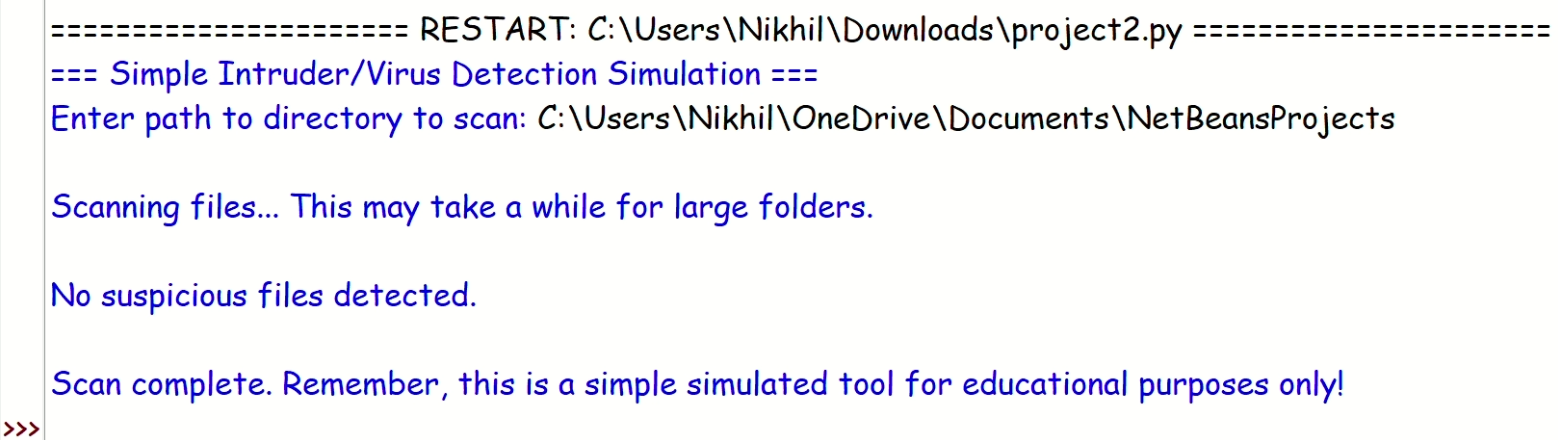 ====================== RESTART: C:\Users\Nikhil\Downloads\project2.py ======================
=== Simple Intruder/Virus Detection Simulation ===
Enter path to directory to scan: C:\Users\Nikhil\OneDrive\Documents\NetBeansProjects
Scanning files... This may take a while for large folders.
No suspicious files detected.
Scan complete. Remember, this is a simple simulated tool for educational purposes only!
>>>